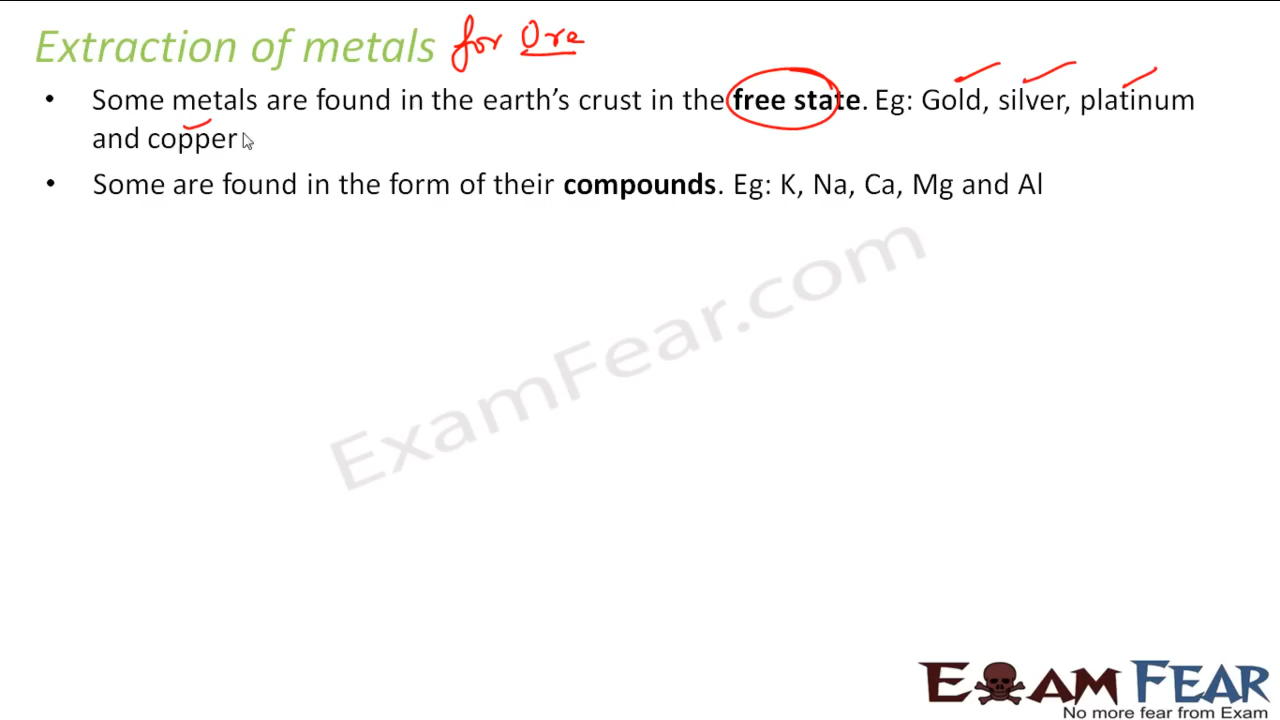 Extraction of metals for Ore
• Some metals are found in the earth's crust in the free state. Eg: Gold, silver, platinum
and copper
• Some are found in the form of their compounds. Eg: K, Na, Ca, Mg and Al
ExamFear.com
EXAM FEAR
No more fear from Exam